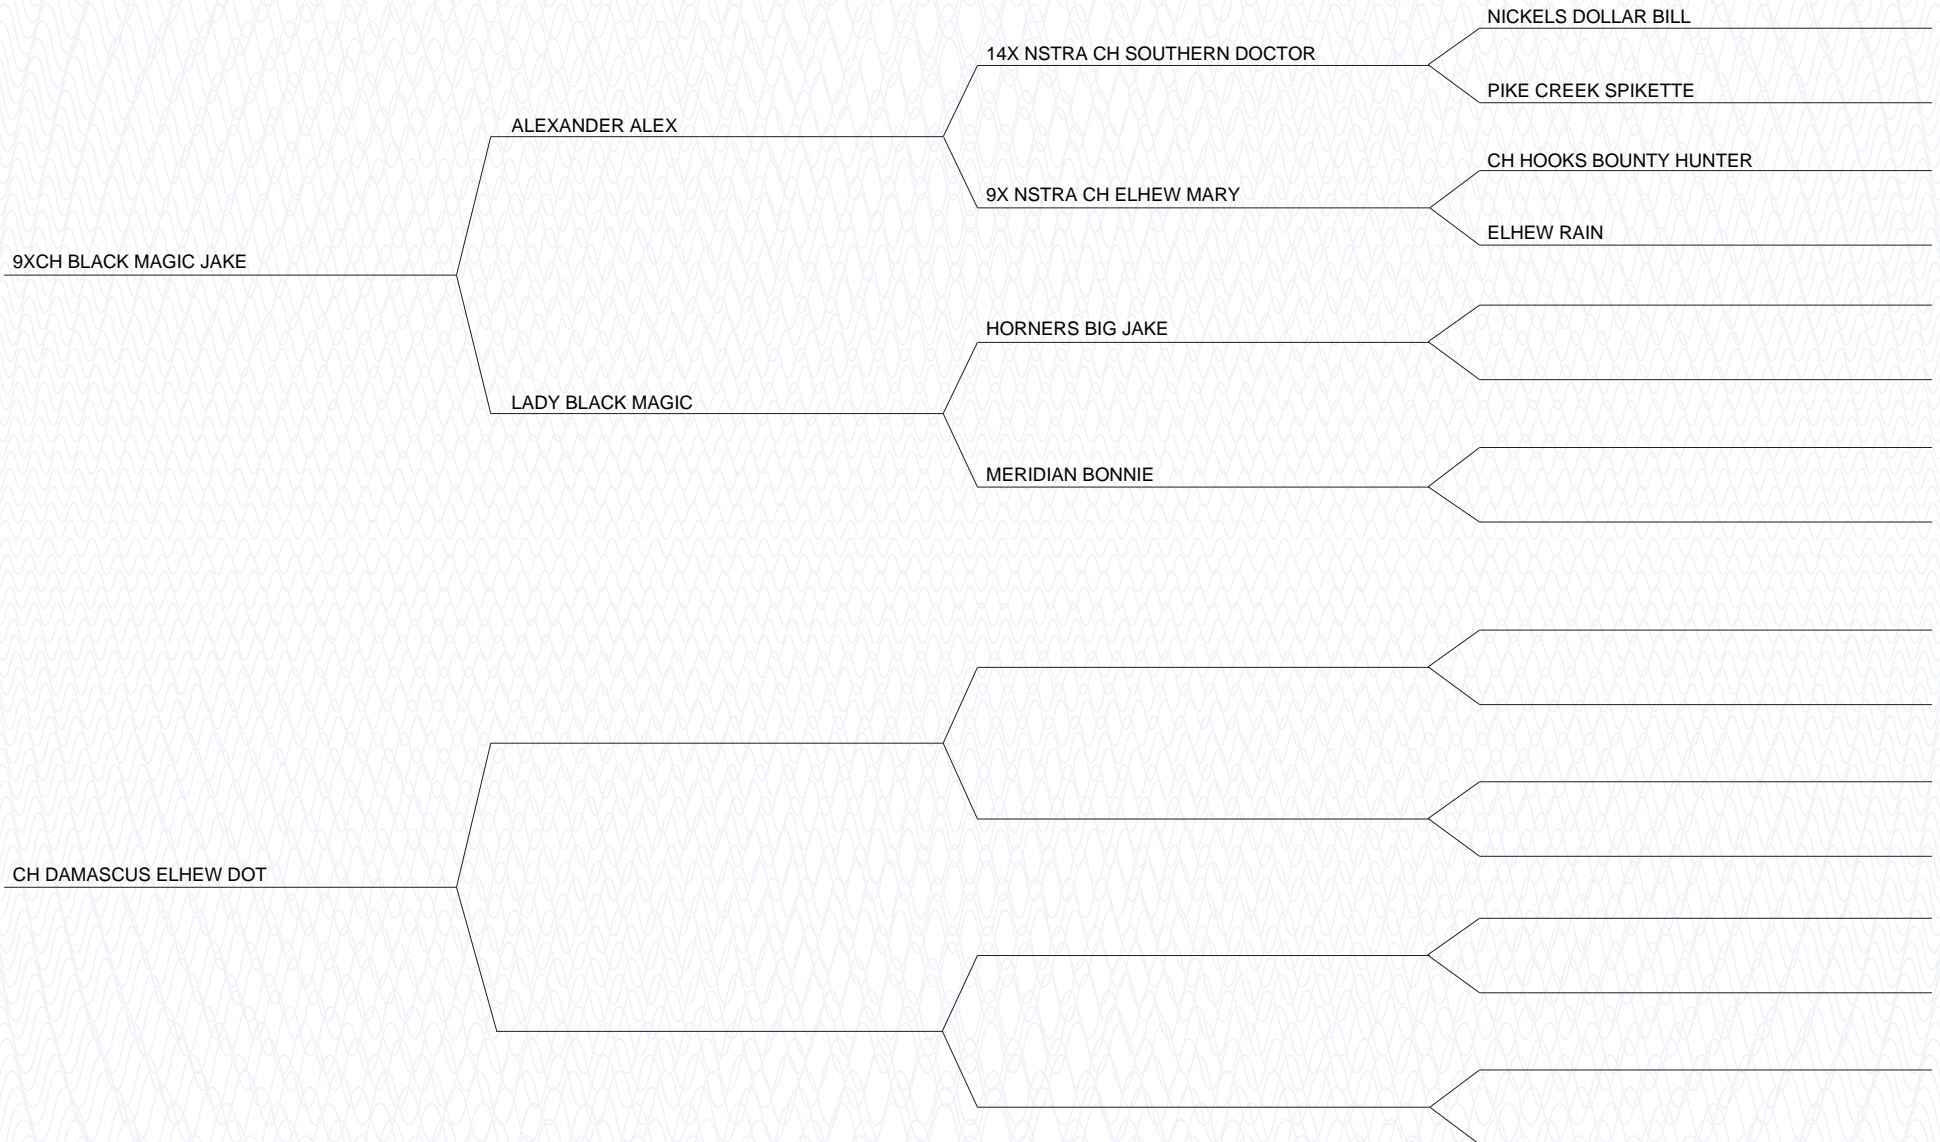 NICKELS DOLLAR BILL
14X NSTRA CH SOUTHERN DOCTOR
PIKE CREEK SPIKETTE
ALEXANDER ALEX
CH HOOKS BOUNTY HUNTER
9X NSTRA CH ELHEW MARY
ELHEW RAIN
9XCH BLACK MAGIC JAKE
HORNERS BIG JAKE
LADY BLACK MAGIC
MERIDIAN BONNIE
CH DAMASCUS ELHEW DOT